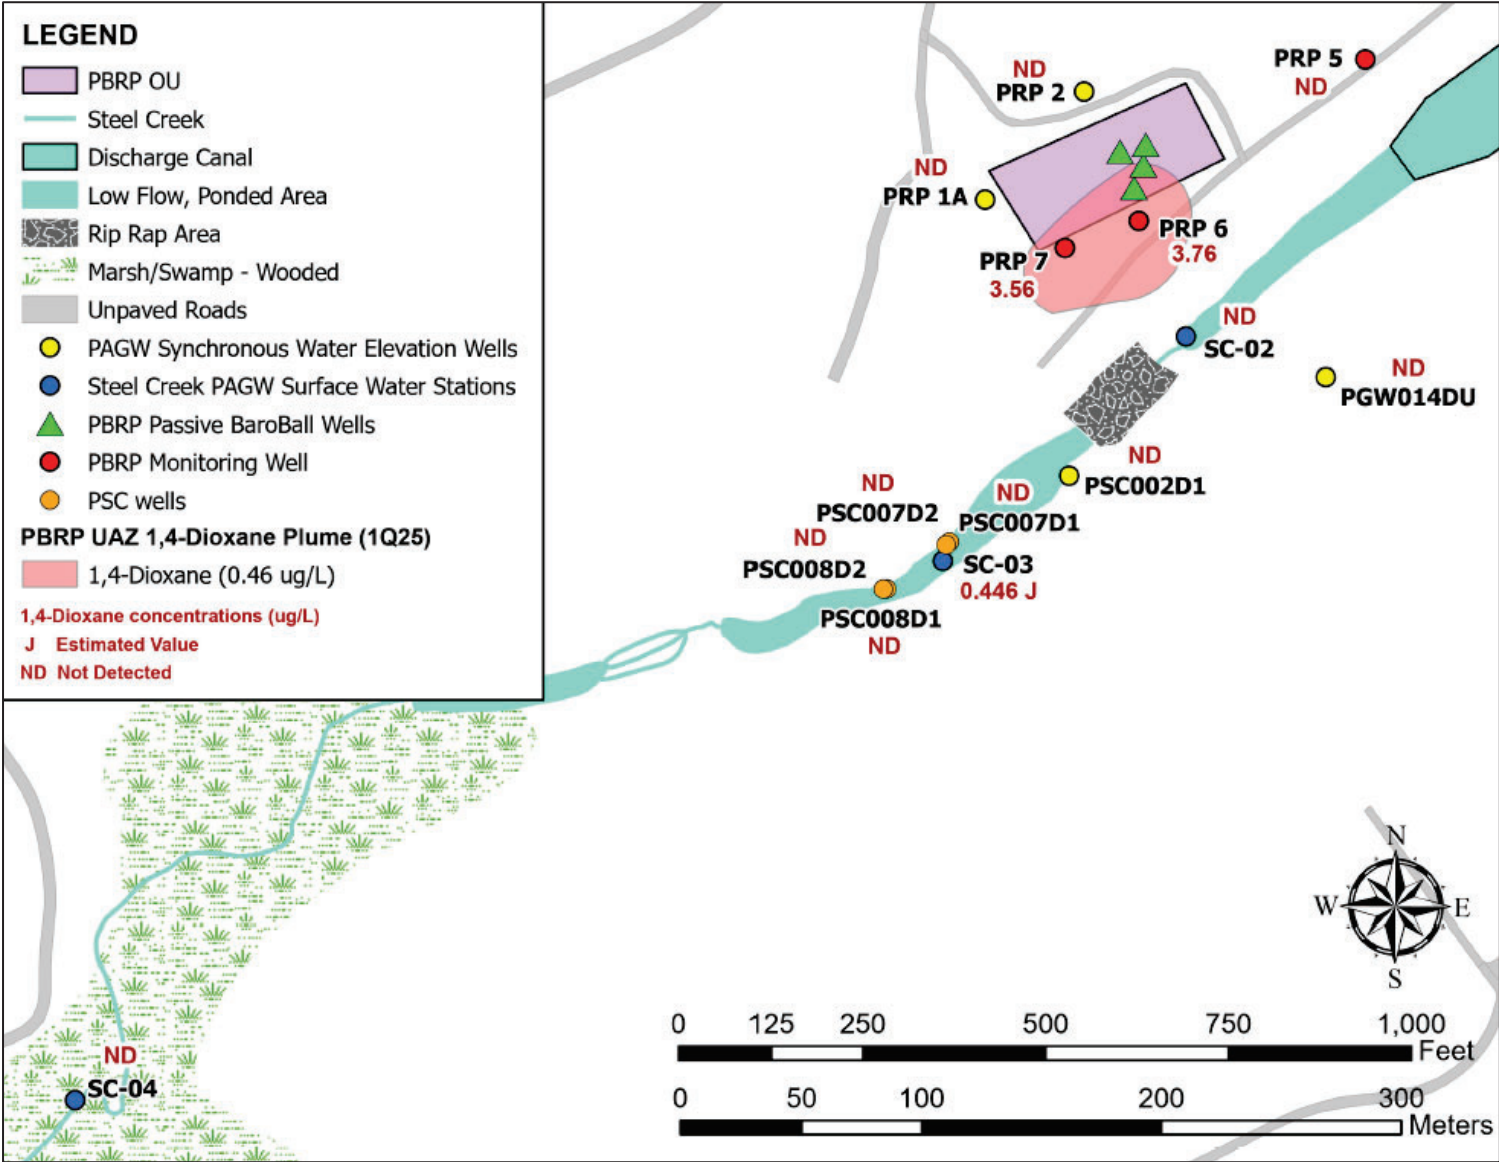 LEGEND
PBRP OU
Steel Creek
Discharge Canal
Low Flow, Ponded Area
Rip Rap Area
Marsh/Swamp - Wooded
Unpaved Roads
PAGW Synchronous Water Elevation Wells
Steel Creek PAGW Surface Water Stations
PBRP Passive BaroBall Wells
PBRP Monitoring Well
PSC wells
PBRP UAZ 1,4-Dioxane Plume (1Q25)
1,4-Dioxane (0.46 ug/L)
1,4-Dioxane concentrations (ug/L)
J Estimated Value
ND Not Detected
PRP 5
ND
ND
PRP 2
ND
PRP 1A
PRP 6
3.76
PRP 7
3.56
ND
SC-02
ND
PGW014DU
ND
PSC002D1
ND
PSC007D2
ND
PSC007D1
ND
PSC008D2
SC-03
0.446 J
PSC008D1
ND
ND
SC-04
N
W
E
S
0 125 250 500 750 1,000
Feet
0 50 100 200 300
Meters